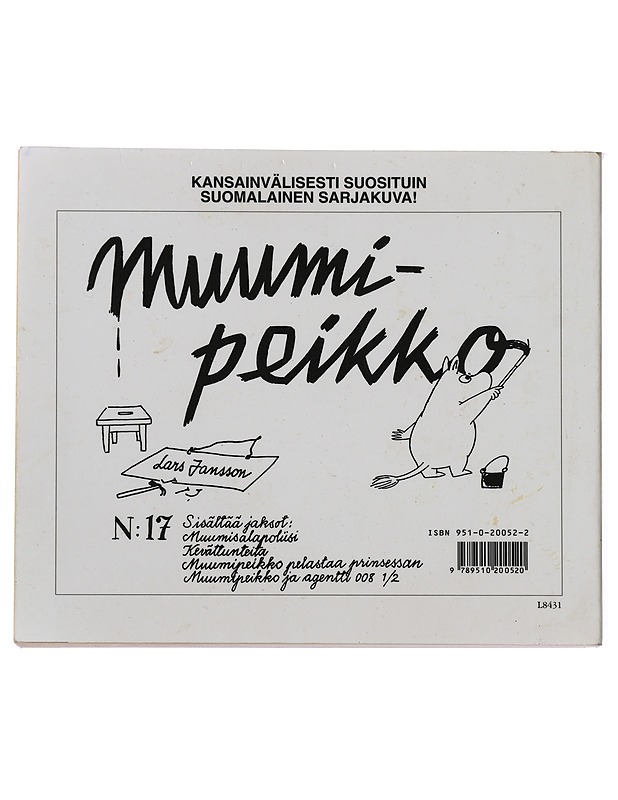 KANSAINVÄLISESTI SUOSITUIN
SUOMALAINEN SARJAKUVA!
Muumi-
peikko
Lars Jansson
N:17
Sisältää jaksot:
Muumisalapoliisi
Kevättunteita
Muumipeikko pelastaa prinsessan
Muumipeikko ja agentti 008 1/2
ISBN 951-0-20052-2
9 789510 200520
L8431